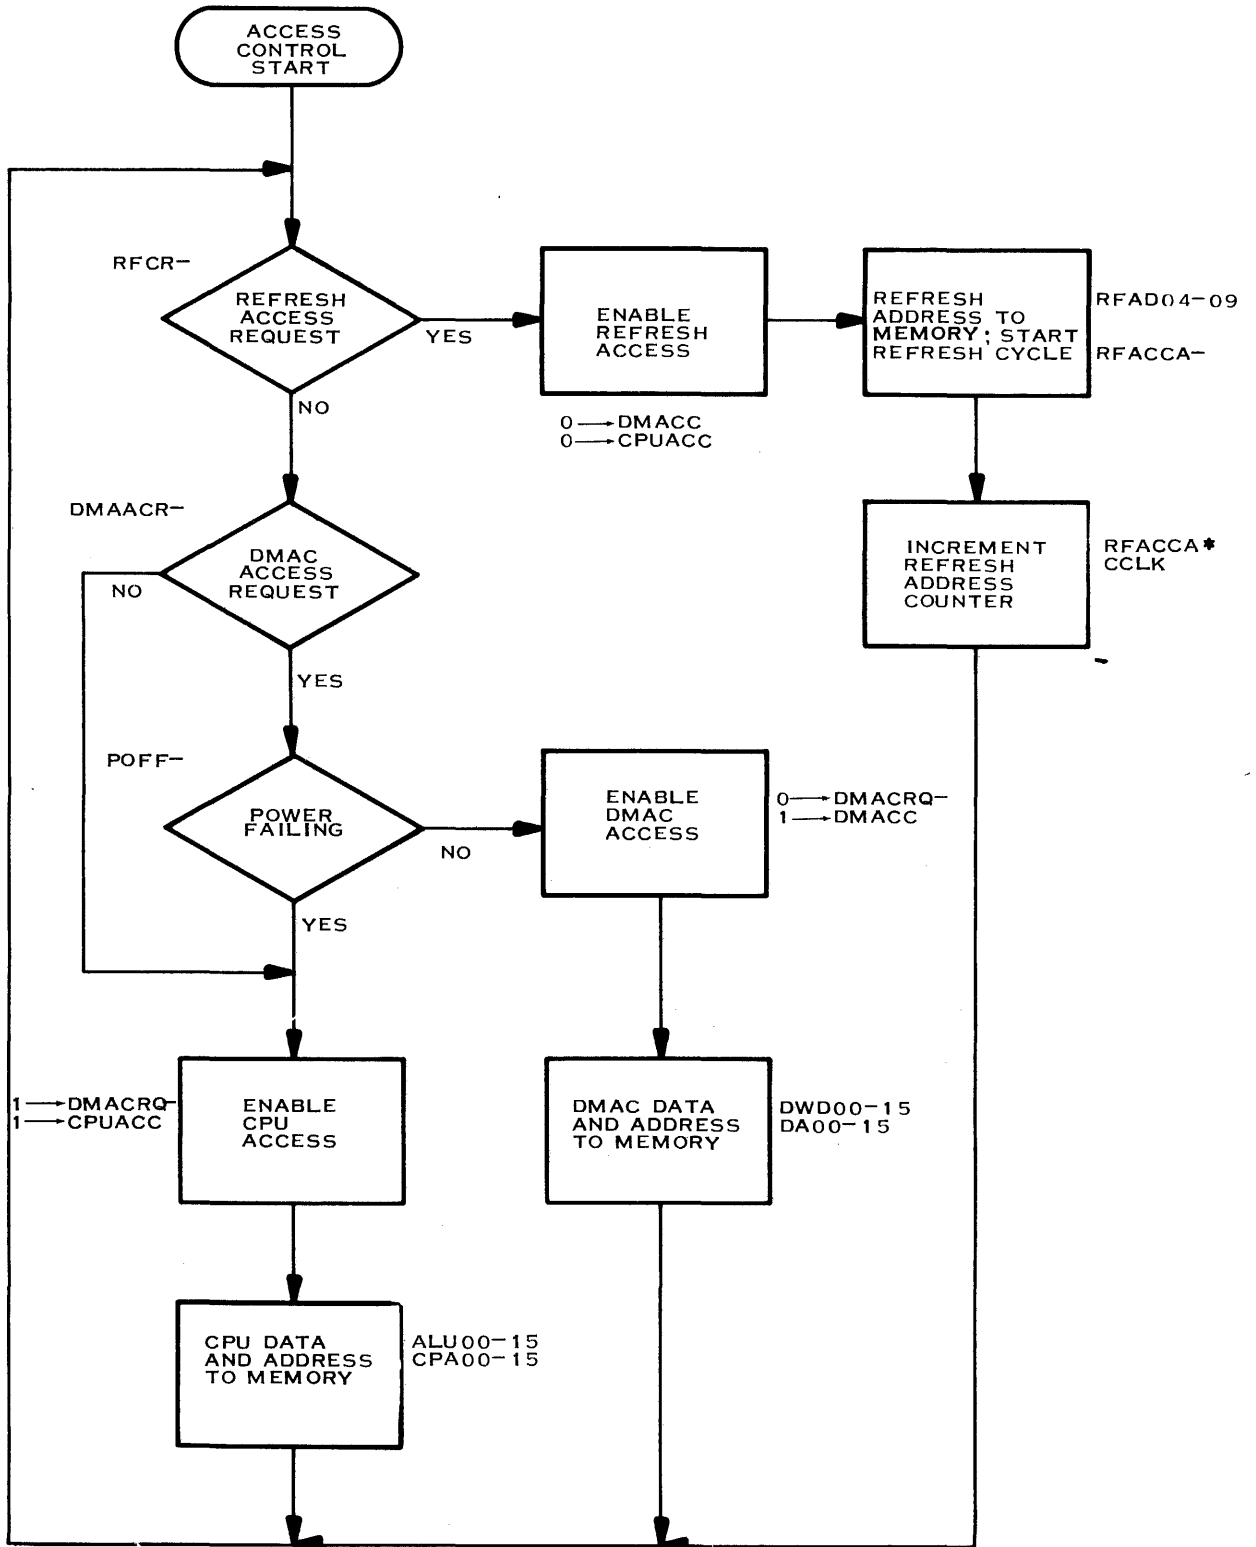 ACCESS
CONTROL
START
RFCR-
REFRESH
ACCESS
REQUEST
YES
NO
ENABLE
REFRESH
ACCESS
0→DMACC
0→CPUACC
REFRESH
ADDRESS TO
MEMORY; START
REFRESH CYCLE
RFAD04-09
RFACCA-
DMAACR-
DMAC
ACCESS
REQUEST
NO
YES
INCREMENT
REFRESH
ADDRESS
COUNTER
RFACCA*
CCLK
POFF-
POWER
FAILING
NO
YES
ENABLE
DMAC
ACCESS
0→DMACRQ-
1→DMACC
1→DMACRQ-
1→CPUACC
ENABLE
CPU
ACCESS
DMAC DATA
AND ADDRESS
TO MEMORY
DWD00-15
DA00-15
CPU DATA
AND ADDRESS
TO MEMORY
ALU00-15
CPA00-15